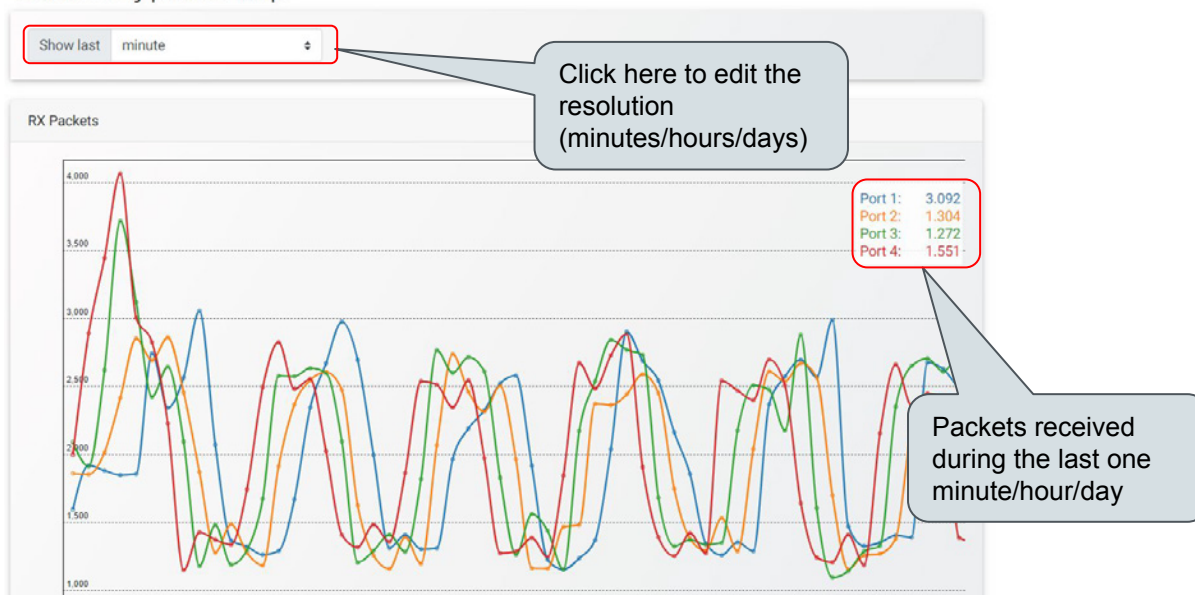 Show last minute
Click here to edit the
resolution
(minutes/hours/days)
RX Packets
4,000
Port 1: 3.092
Port 2: 1.304
Port 3: 1.272
Port 4: 1.551
3,500
3,000
2,500
Packets received
during the last one
minute/hour/day
2,000
1,500
1,000